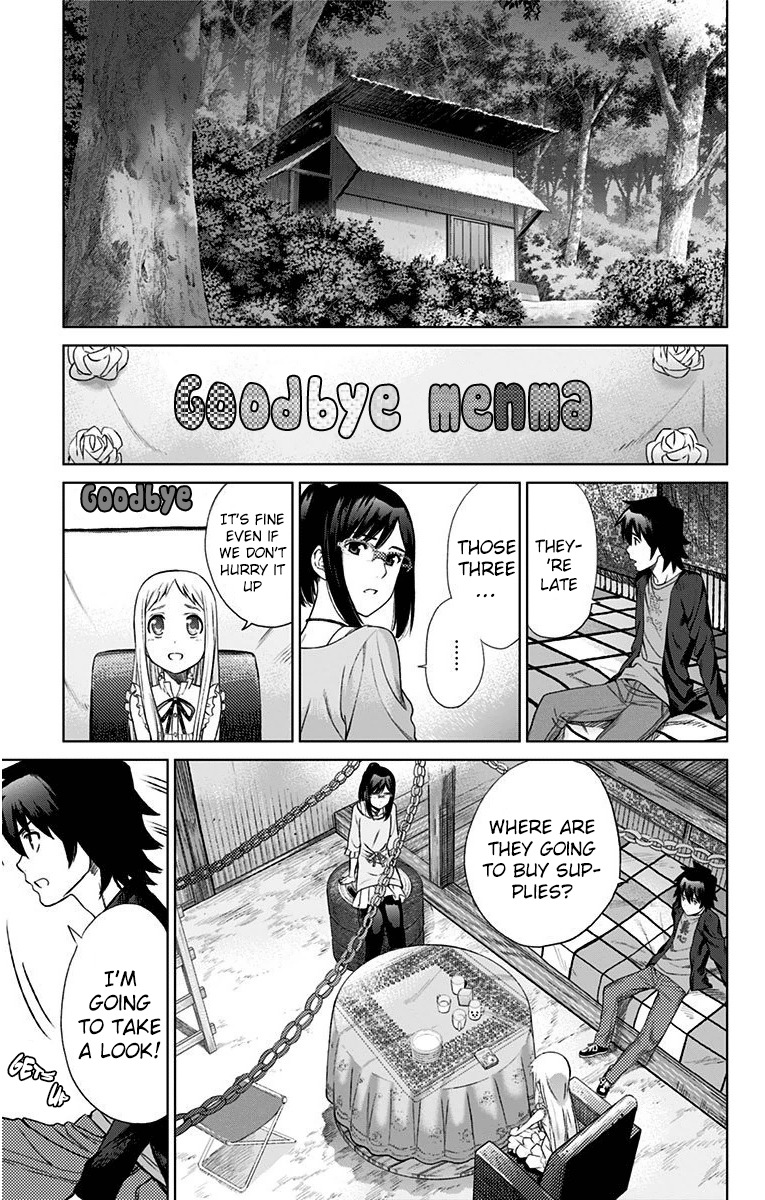 Goodbye menma
THEY-
'RE
LATE
THOSE
THREE
...
......
IT'S FINE
EVEN IF
WE DON'T
HURRY IT
UP
Goodbye
WHERE ARE
THEY GOING
TO BUY SUP-
PLIES?
I'M
GOING
TO TAKE
A LOOK!
GET=
UP